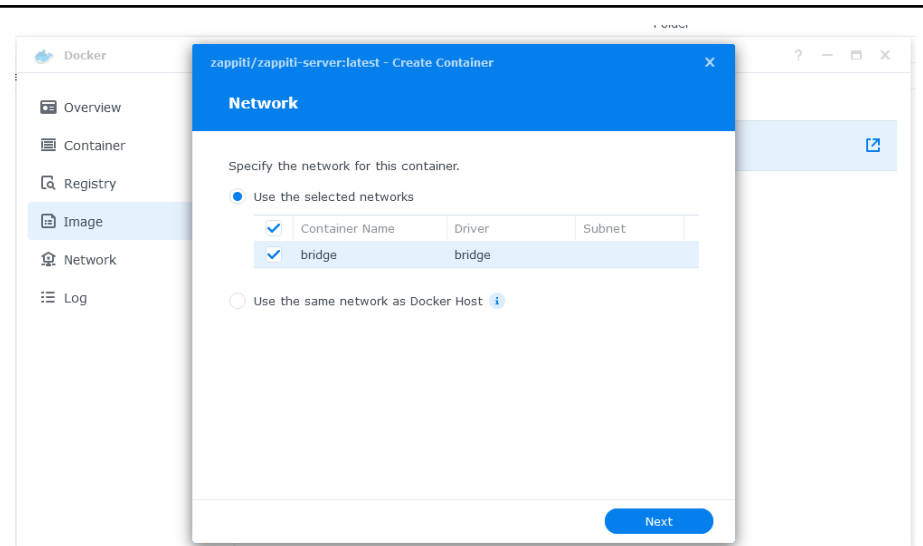 Folder
Docker
zappiti/zappiti-server:latest - Create Container
Network
Overview
Container
Registry
Image
Network
Log
Specify the network for this container.
Use the selected networks
Container Name Driver Subnet
bridge bridge
Use the same network as Docker Host
Next